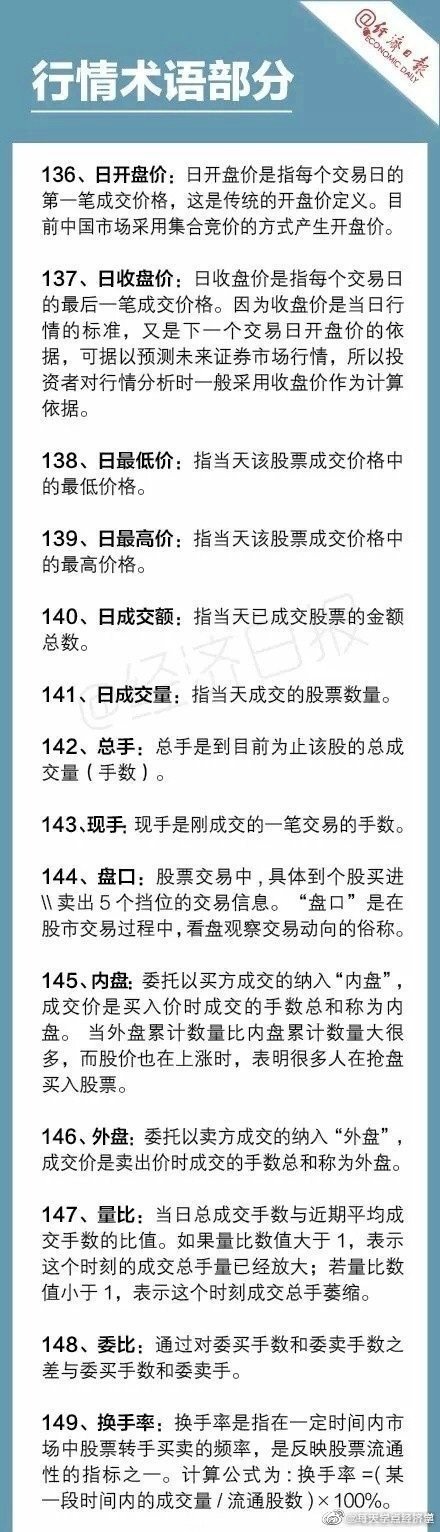 @经济日报
ECONOMIC DAILY
行情术语部分
136、日开盘价：日开盘价是指每个交易日的
第一笔成交价格，这是传统的开盘价定义。目
前中国市场采用集合竞价的方式产生开盘价。
137、日收盘价：日收盘价是指每个交易日
的最后一笔成交价格。因为收盘价是当日行
情的标准，又是下一个交易日开盘价的依
据，可据以预测未来证券市场行情，所以投
资者对行情分析时一般采用收盘价作为计算
依据。
138、日最低价：指当天该股票成交价格中
的最低价格。
139、日最高价：指当天该股票成交价格中
的最高价格。
140、日成交额：指当天已成交股票的金额
总数。
@经济日报
141、日成交量：指当天成交的股票数量。
142、总手：总手是到目前为止该股的总成
交量（手数）。
143、现手：现手是刚成交的一笔交易的手数。
144、盘口：股票交易中，具体到个股买进
\\ 卖出 5 个挡位的交易信息。“盘口”是在
股市交易过程中，看盘观察交易动向的俗称。
145、内盘：委托以买方成交的纳入“内盘”，
成交价是买入价时成交的手数总和称为内
盘。 当外盘累计数量比内盘累计数量大很
多，而股价也在上涨时，表明很多人在抢盘
买入股票。
146、外盘：委托以卖方成交的纳入“外盘”，
成交价是卖出价时成交的手数总和称为外盘。
147、量比：当日总成交手数与近期平均成
交手数的比值。如果量比数值大于 1，表示
这个时刻的成交总手量已经放大；若量比数
值小于 1，表示这个时刻成交总手萎缩。
148、委比：通过对委买手数和委卖手数之
差与委买手数和委卖手。
149、换手率：换手率是指在一定时间内市
场中股票转手买卖的频率，是反映股票流通
性的指标之一。计算公式为：换手率 =( 某
一段时间内的成交量 / 流通股数 ) × 100%。